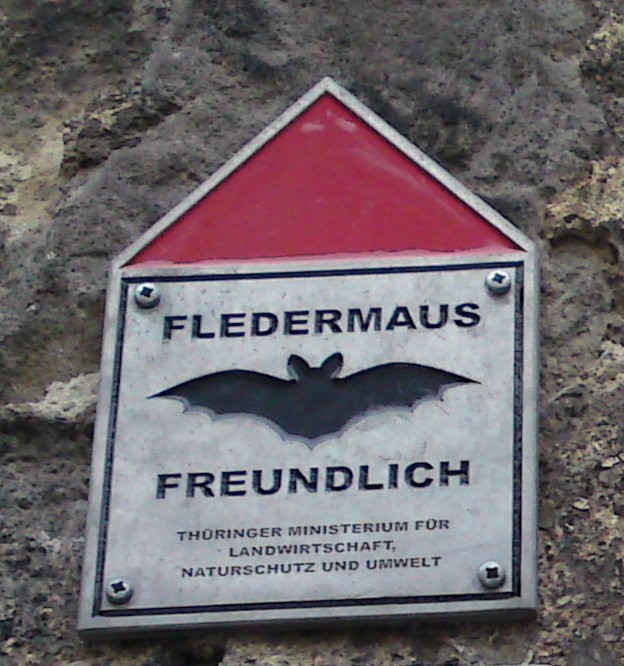 FLEDERMAUS
FREUNDLICH
THÜRINGER MINISTERIUM FÜR
LANDWIRTSCHAFT,
NATURSCHUTZ UND UMWELT